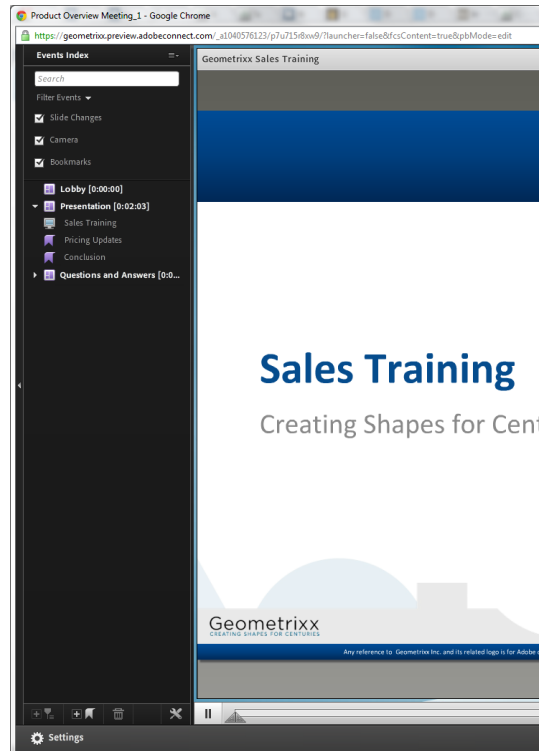 Product Overview Meeting_1 - Google Chrome
https://geometrixx.preview.adobeconnect.com/_a1040576123/p7u715r8xw9/?launcher=false&fcsContent=true&pbMode=edit
Events Index
Geometrixx Sales Training
Search
Filter Events
Slide Changes
Camera
Bookmarks
Lobby [0:00:00]
Presentation [0:02:03]
Sales Training
Pricing Updates
Conclusion
Questions and Answers [0:0...
Sales Training
Creating Shapes for Cent
Geometrixx
CREATING SHAPES FOR CENTURIES
Any reference to Geometrixx Inc. and its related logo is for Adobe
Settings